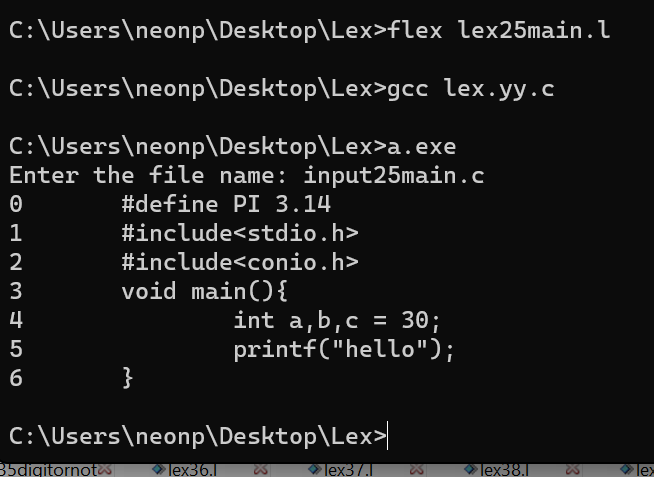 C:\Users\neonp\Desktop\Lex>flex lex25main.l
C:\Users\neonp\Desktop\Lex>gcc lex.yy.c
C:\Users\neonp\Desktop\Lex>a.exe
Enter the file name: input25main.c
0 #define PI 3.14
1 #include<stdio.h>
2 #include<conio.h>
3 void main(){
4 int a,b,c = 30;
5 printf("hello");
6 }
C:\Users\neonp\Desktop\Lex>
35digitornot lex36.l lex37.l lex38.l lex